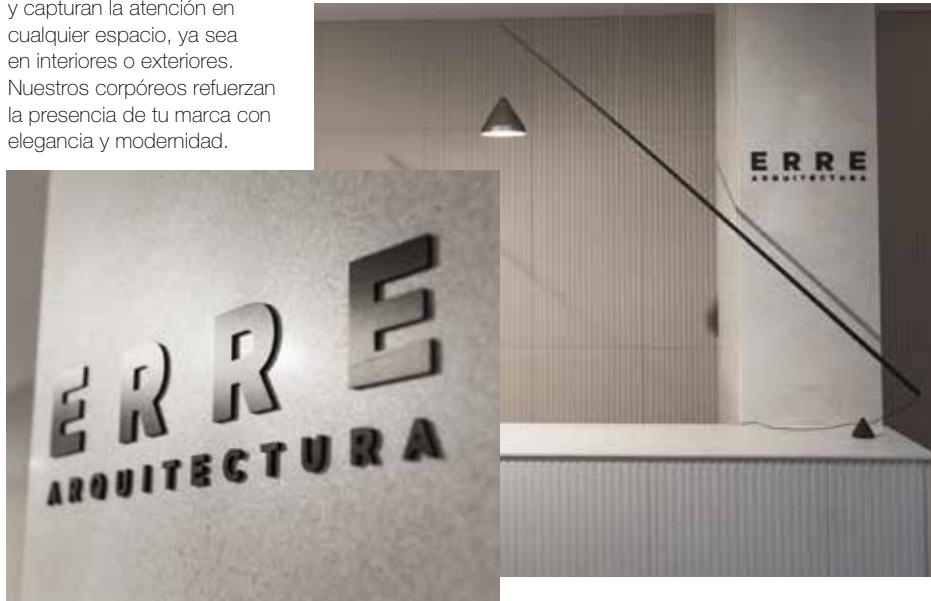 y capturan la atención en
cualquier espacio, ya sea
en interiores o exteriores.
Nuestros corpóreos refuerzan
la presencia de tu marca con
elegancia y modernidad.
ERRE
ARQUITECTURA
ERRE
ARQUITECTURA